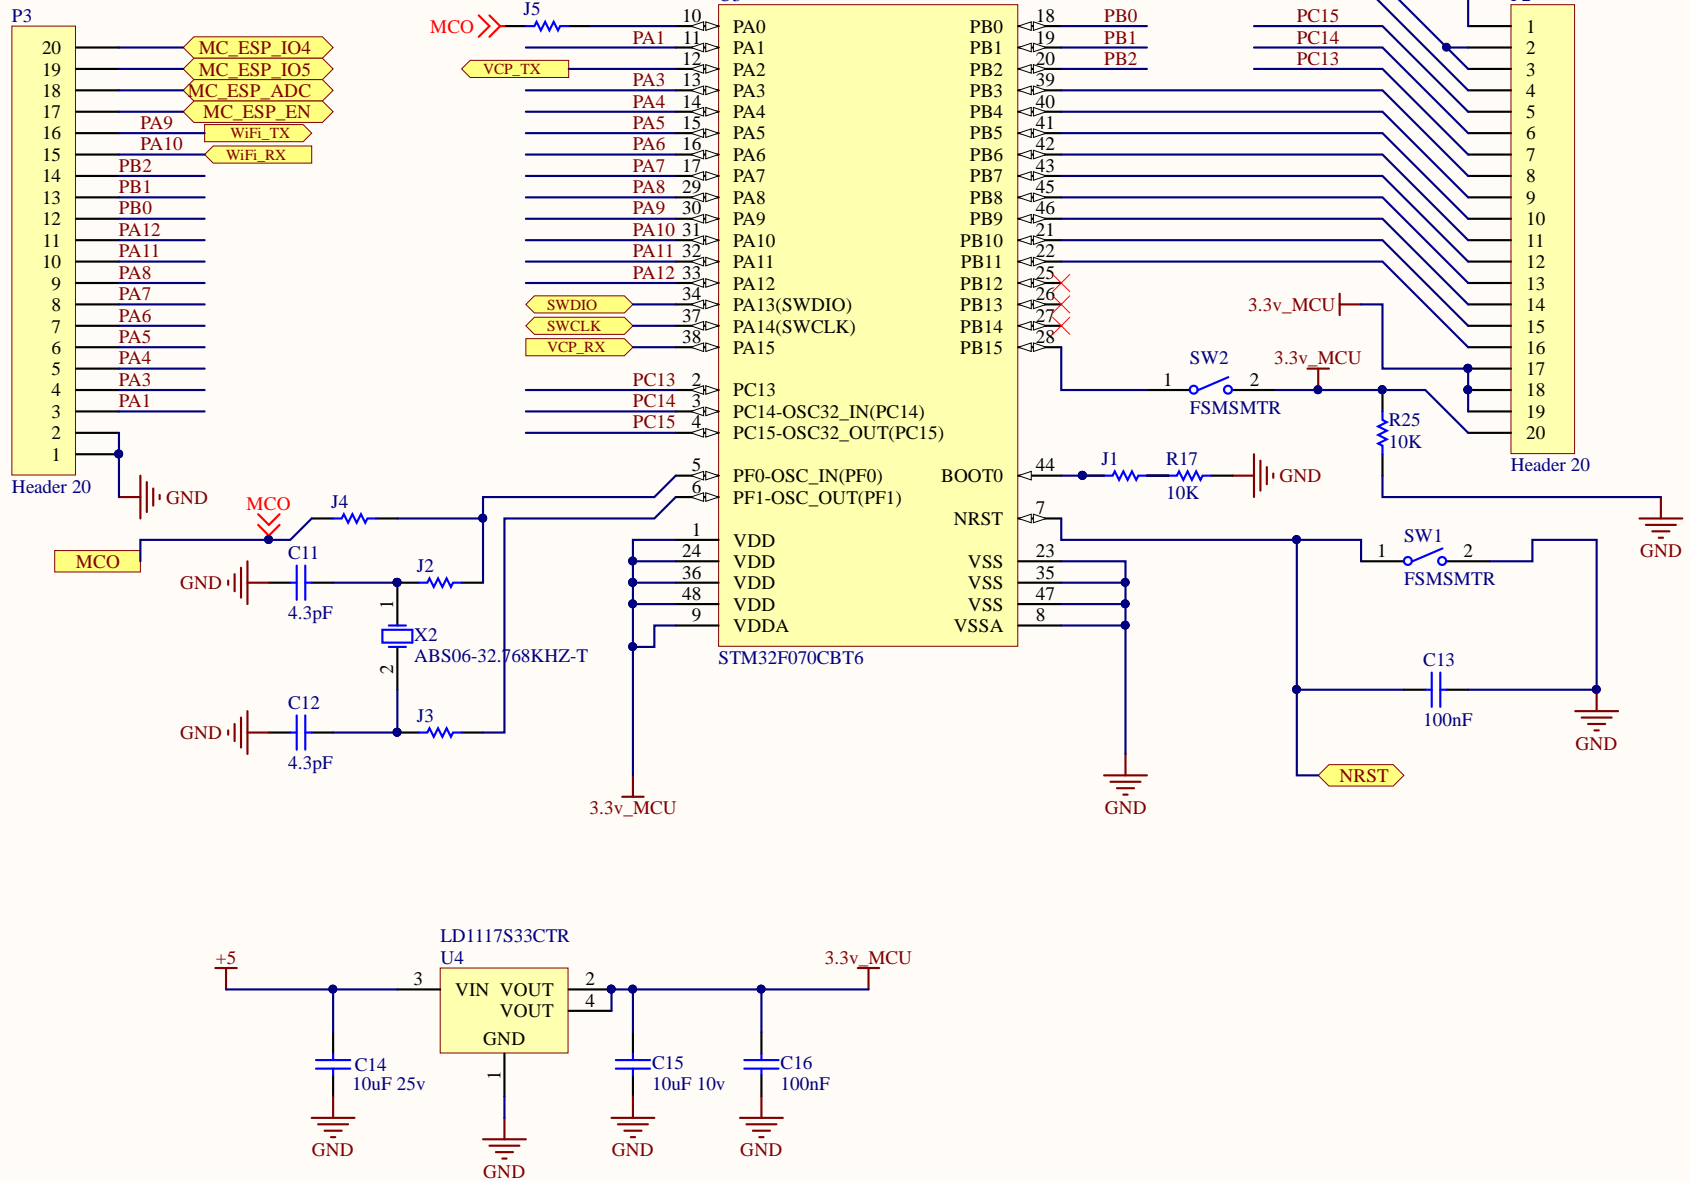 P3
20 MC_ESP_IO4
19 MC_ESP_IO5
18 MC_ESP_ADC
17 MC_ESP_EN
16 PA9 WiFi_TX
15 PA10 WiFi_RX
14 PB2
13 PB1
12 PB0
11 PA12
10 PA11
9 PA8
8 PA7
7 PA6
6 PA5
5 PA4
4 PA3
3 PA1
2
1
Header 20
GND
MCO J5 10 PA0
PA1 11 PA1
VCP_TX 12 PA2
PA3 13 PA3
PA4 14 PA4
PA5 15 PA5
PA6 16 PA6
PA7 17 PA7
PA8 29 PA8
PA9 30 PA9
PA10 31 PA10
PA11 32 PA11
PA12 33 PA12
SWDIO 34 PA13(SWDIO)
SWCLK 37 PA14(SWCLK)
VCP_RX 38 PA15
PC13 2 PC13
PC14 3 PC14-OSC32_IN(PC14)
PC15 4 PC15-OSC32_OUT(PC15)
5 PF0-OSC_IN(PF0)
6 PF1-OSC_OUT(PF1)
1 VDD
24 VDD
36 VDD
48 VDD
9 VDDA
STM32F070CBT6
3.3v_MCU
PB0 18 PB0
PB1 19 PB1
PB2 20 PB2
PB3 39
PB4 40
PB5 41
PB6 42
PB7 43
PB8 45
PB9 46
PB10 21
PB11 22
PB12 25
PB13 26
PB14 27
PB15 28
BOOT0 44
NRST 7
VSS 23
VSS 35
VSS 47
VSSA 8
GND
PC15
PC14
PC13
1
2
3
4
5
6
7
8
9
10
11
12
13
14
15
16
17
18
19
20
Header 20
3.3v_MCU
SW2
1 2
FSMSMTR
3.3v_MCU
R25
10K
GND
J1 R17
10K
GND
SW1
1 2
FSMSMTR
C13
100nF
GND
NRST
MCO
MCO
J4
GND C11
4.3pF
J2
1 X2 2
ABS06-32.768KHZ-T
GND C12
4.3pF
J3
LD1117S33CTR
U4
+5
3 VIN VOUT 2
VOUT 4
GND
1
3.3v_MCU
C14
10uF 25v
C15
10uF 10v
C16
100nF
GND
GND
GND
GND